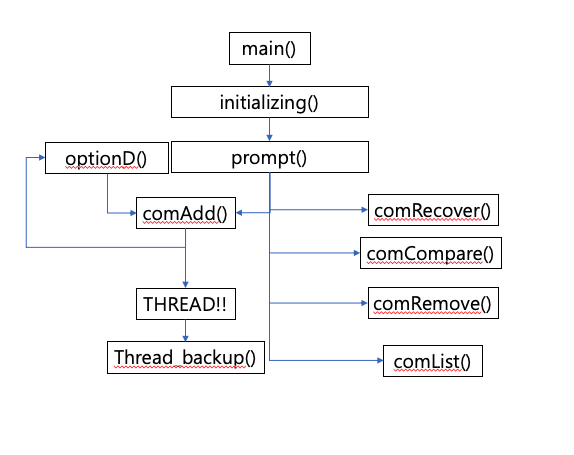 main()
initializing()
optionD()
prompt()
comAdd()
comRecover()
comCompare()
THREAD!!
comRemove()
Thread_backup()
comList()